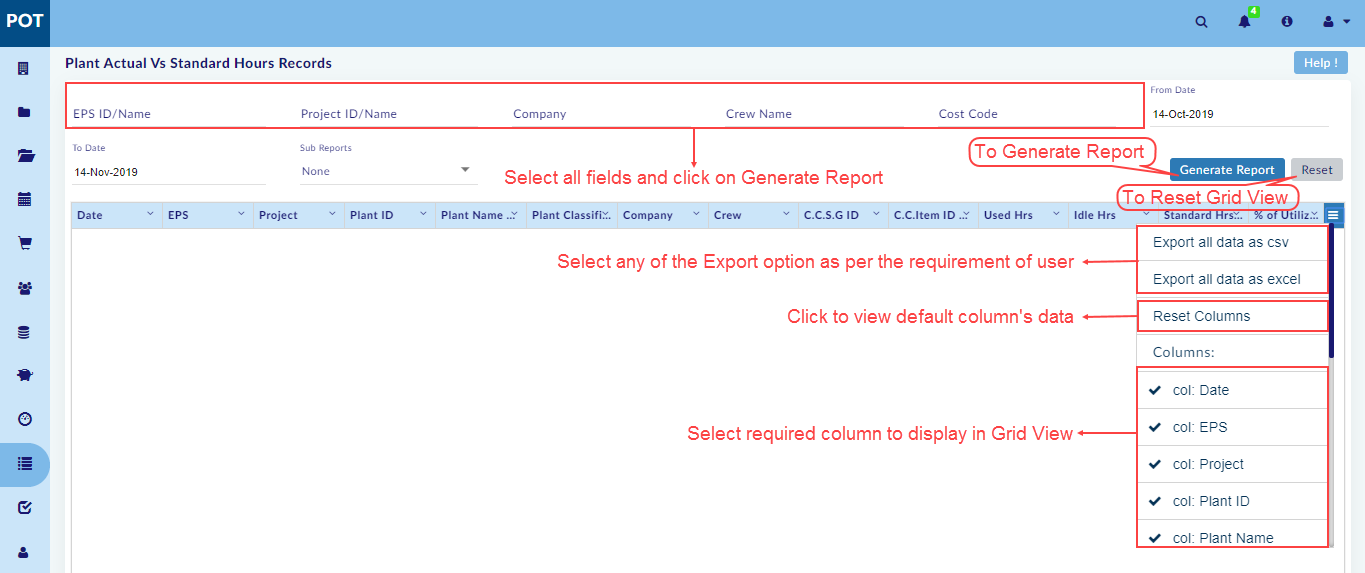 POT
4
Plant Actual Vs Standard Hours Records
Help !
EPS ID/Name
Project ID/Name
Company
Crew Name
Cost Code
From Date
14-Oct-2019
To Date
14-Nov-2019
Sub Reports
None
Select all fields and click on Generate Report
To Generate Report
Generate Report
Reset
To Reset Grid View
Date
EPS
Project
Plant ID
Plant Name ...
Plant Classifi...
Company
Crew
C.C.S.G ID
C.C.Item ID ...
Used Hrs
Idle Hrs
Standard Hrs...
% of Utiliz...
Export all data as csv
Select any of the Export option as per the requirement of user
Export all data as excel
Click to view default column's data
Reset Columns
Columns:
col: Date
col: EPS
Select required column to display in Grid View
col: Project
col: Plant ID
col: Plant Name